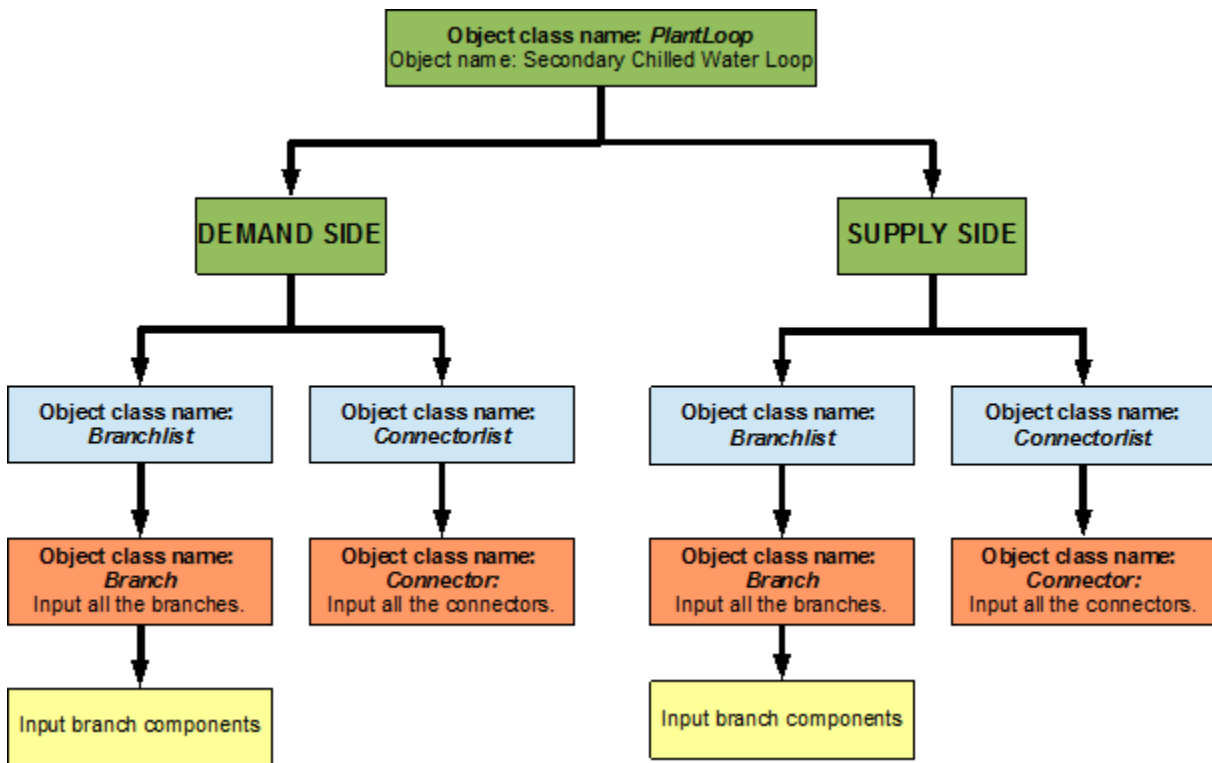 Object class name: PlantLoop
Object name: Secondary Chilled Water Loop
DEMAND SIDE
SUPPLY SIDE
Object class name:
Branchlist
Object class name:
Connectorlist
Object class name:
Branchlist
Object class name:
Connectorlist
Object class name:
Branch
Input all the branches.
Object class name:
Connector:
Input all the connectors.
Object class name:
Branch
Input all the branches.
Object class name:
Connector:
Input all the connectors.
Input branch components
Input branch components